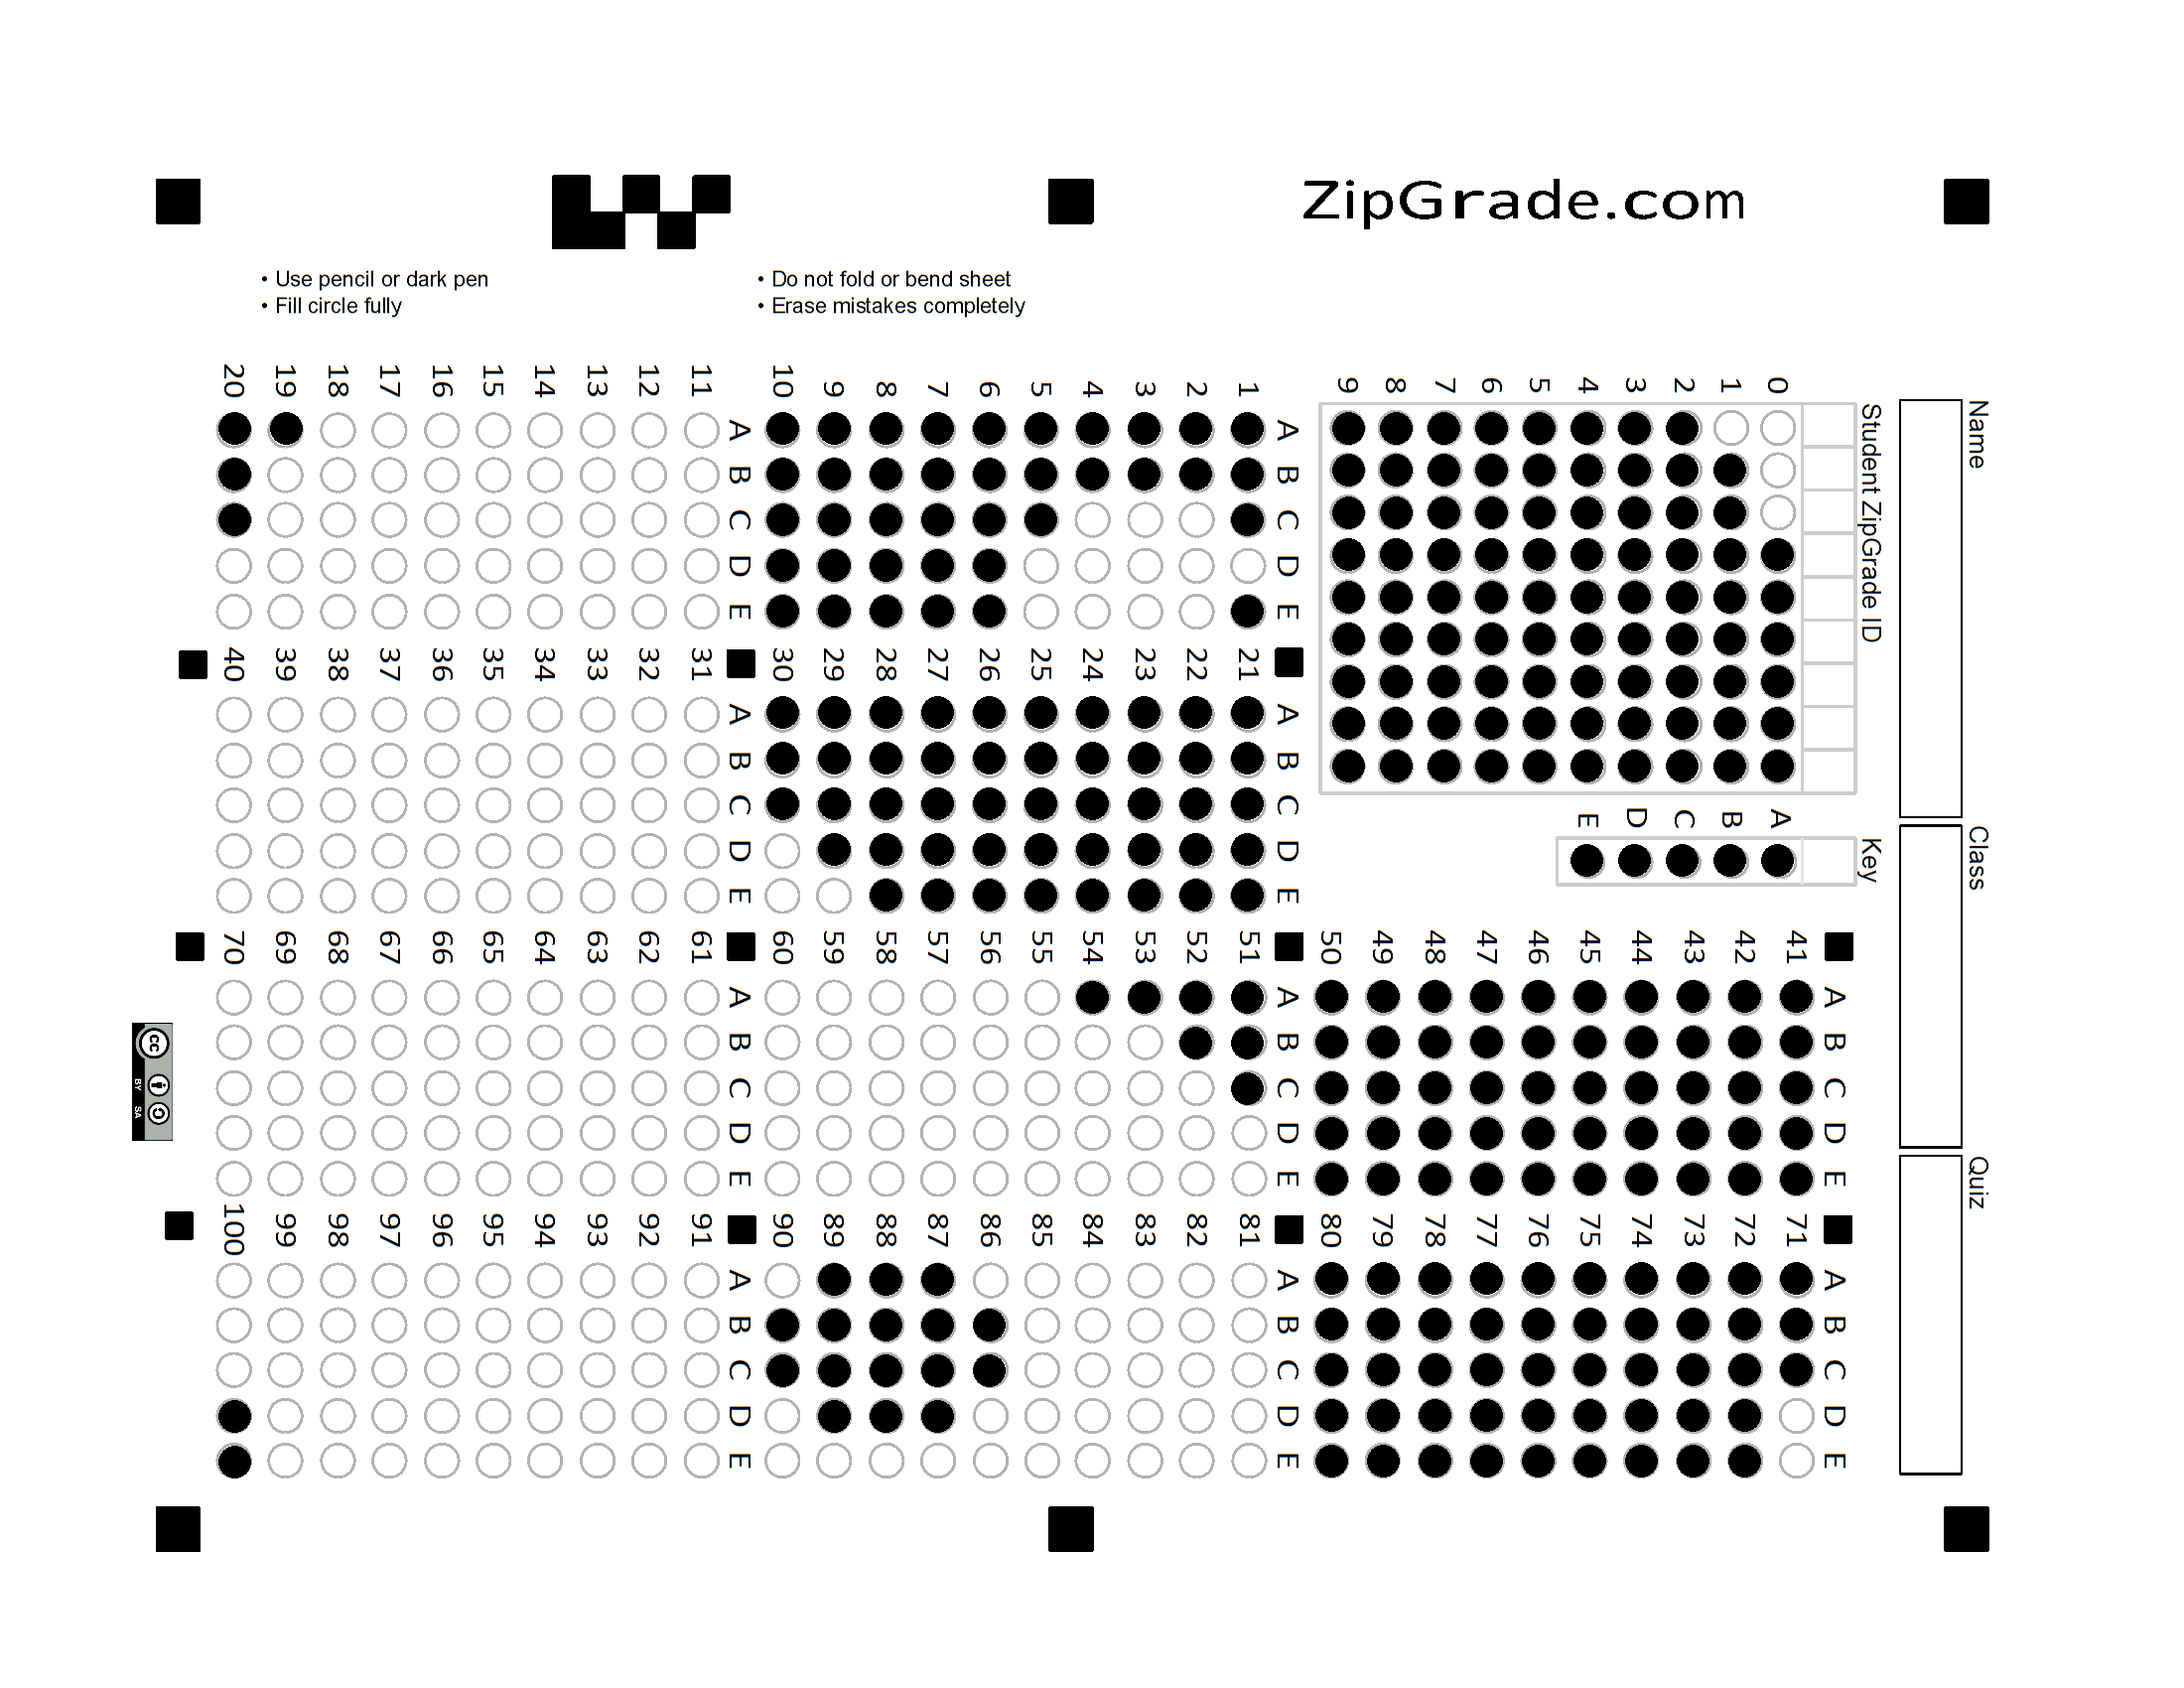 ZipGrade.com
• Use pencil or dark pen
• Fill circle fully
• Do not fold or bend sheet
• Erase mistakes completely
Name
Class
Quiz
Student ZipGrade ID
0 1 2 3 4 5 6 7 8 9
Key
A B C D E
1 2 3 4 5 6 7 8 9 10
A B C D E
11 12 13 14 15 16 17 18 19 20
A B C D E
21 22 23 24 25 26 27 28 29 30
A B C D E
31 32 33 34 35 36 37 38 39 40
A B C D E
41 42 43 44 45 46 47 48 49 50
A B C D E
51 52 53 54 55 56 57 58 59 60
A B C D E
61 62 63 64 65 66 67 68 69 70
A B C D E
71 72 73 74 75 76 77 78 79 80
A B C D E
81 82 83 84 85 86 87 88 89 90
A B C D E
91 92 93 94 95 96 97 98 99 100
A B C D E
cc
BY SA